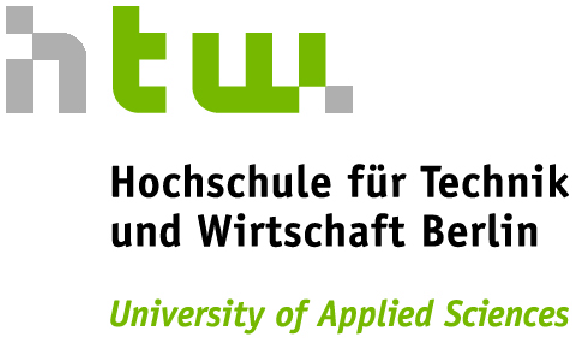 htw.
Hochschule für Technik
und Wirtschaft Berlin
University of Applied Sciences